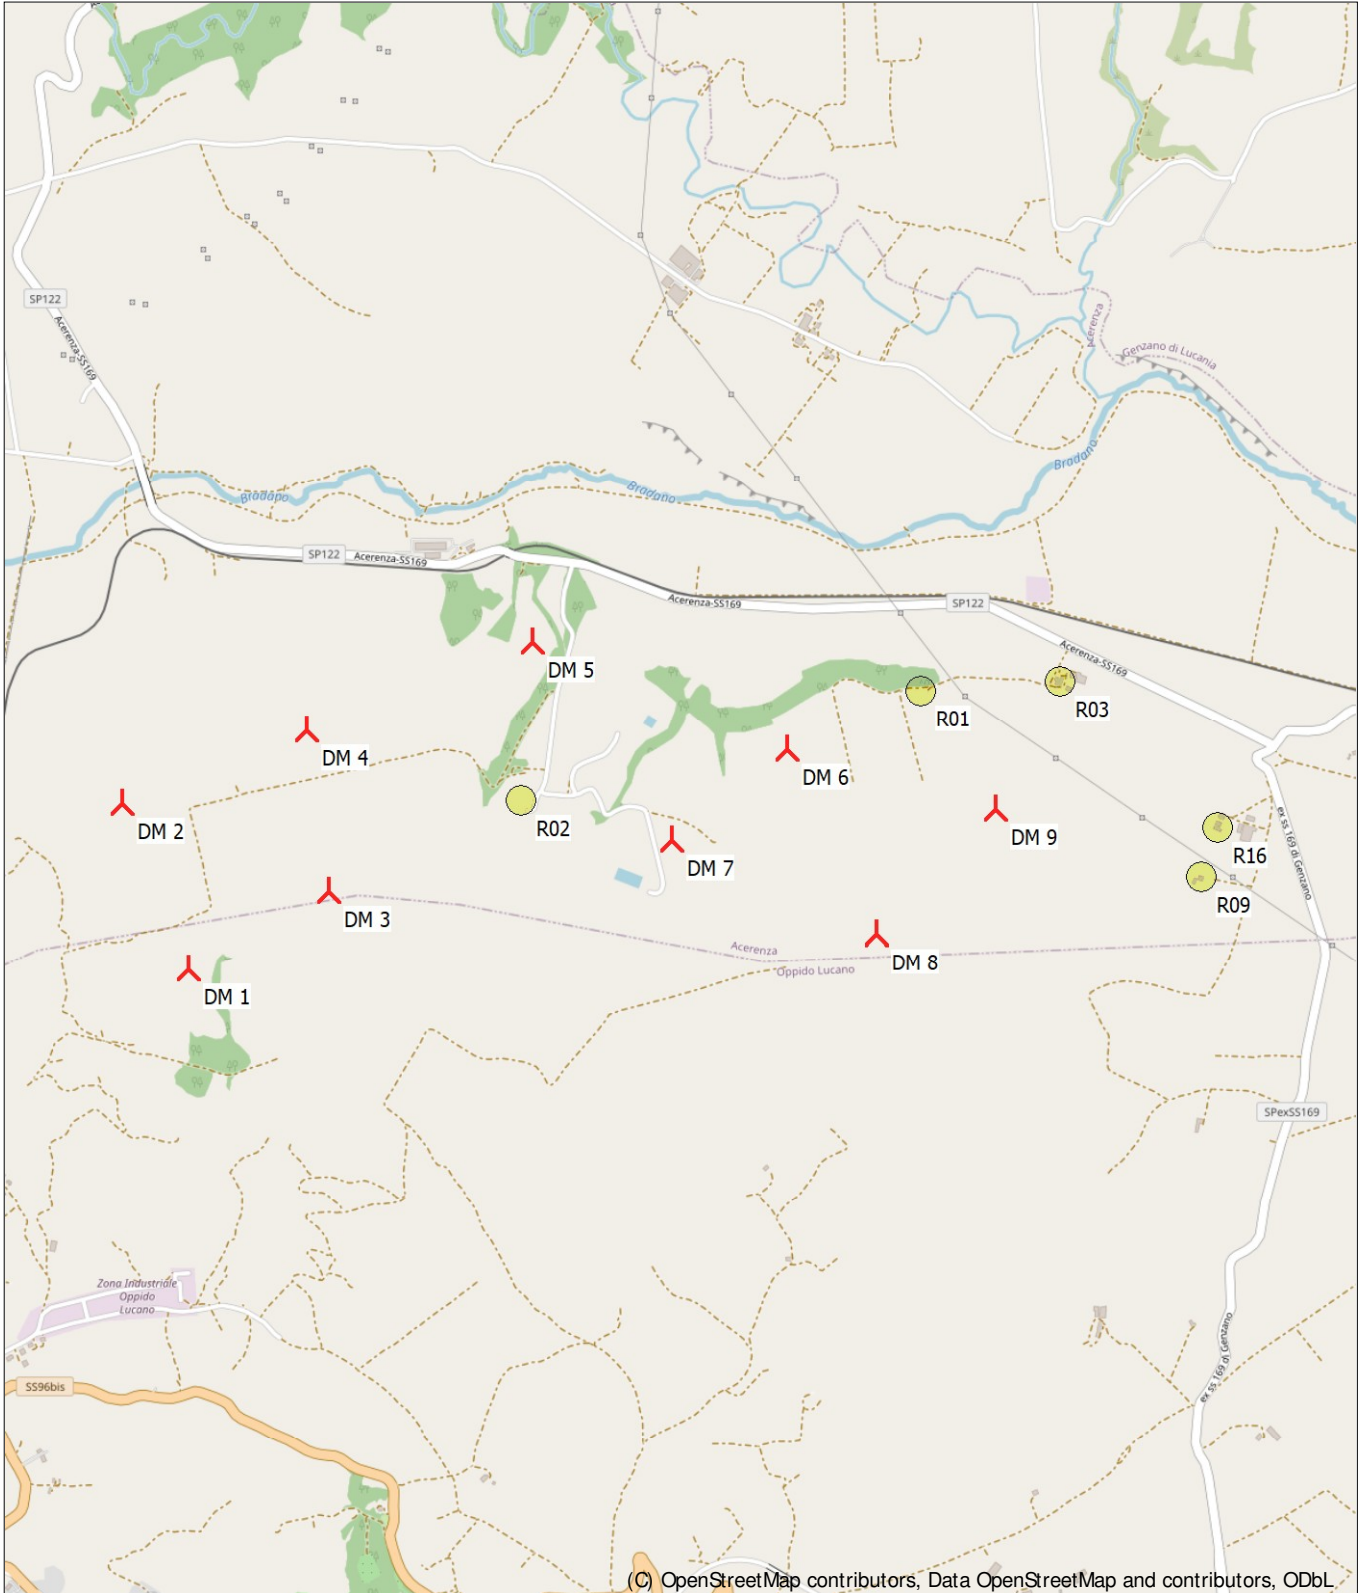 SP122
Acerenza-SS169
Acerenza
Genzano di Lucania
Bradano
Bradano
Bradano
SP122
Acerenza-SS169
Acerenza-SS169
SP122
Acerenza-SS169
DM 5
R01
R03
DM 4
DM 6
DM 2
R02
DM 9
R16
ex ss 169 di Genzano
DM 7
R09
DM 3
Acerenza
DM 8
Oppido Lucano
DM 1
SPexSS169
Zona Industriale
Oppido
Lucano
ex ss 169 di Genzano
SS96bis
(C) OpenStreetMap contributors, Data OpenStreetMap and contributors, ODbL